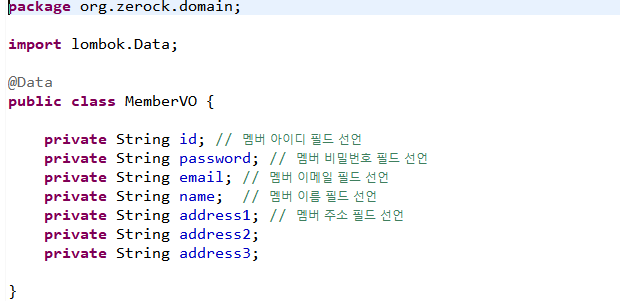 package org.zerock.domain;
import lombok.Data;
@Data
public class MemberVO {
private String id; // 멤버 아이디 필드 선언
private String password; // 멤버 비밀번호 필드 선언
private String email; // 멤버 이메일 필드 선언
private String name;  // 멤버 이름 필드 선언
private String address1; // 멤버 주소 필드 선언
private String address2;
private String address3;
}